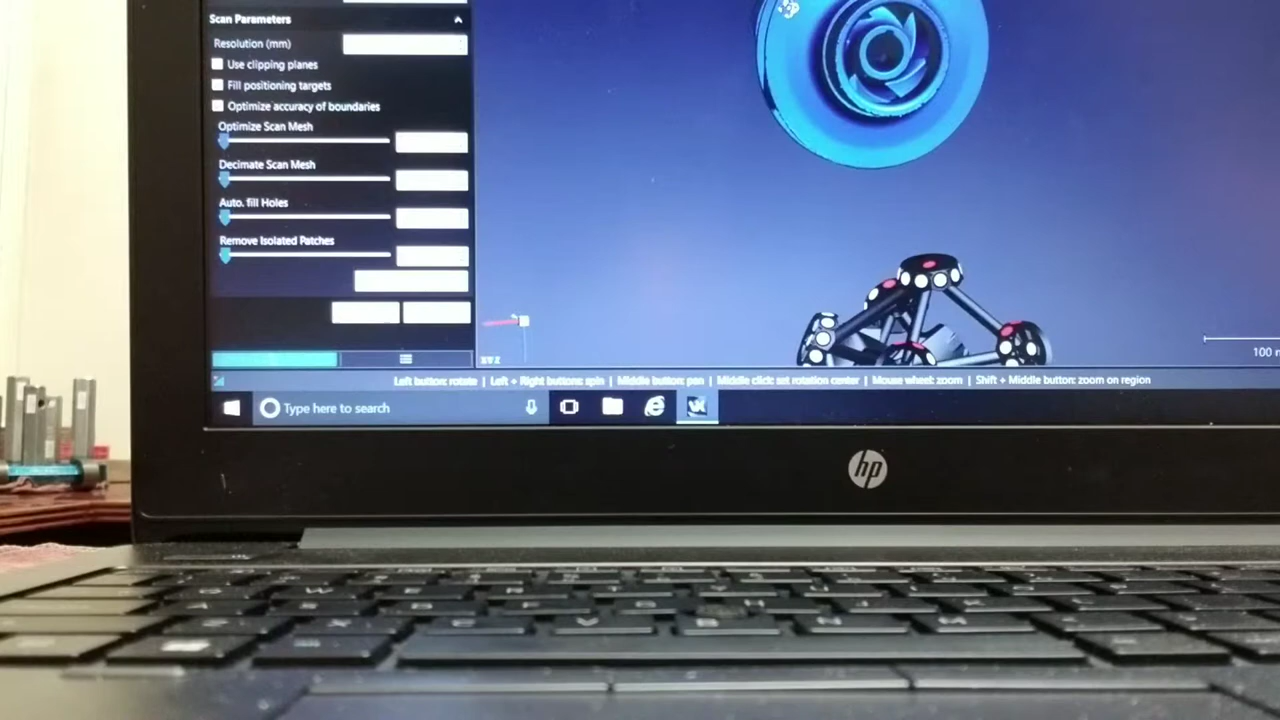 Scan Parameters
Resolution (mm)
Use clipping planes
Fill positioning targets
Optimize accuracy of boundaries
Optimize Scan Mesh
Decimate Scan Mesh
Auto. fill Holes
Remove Isolated Patches
X Y Z
100
Left button: rotate | Left + Right buttons: spin | Middle button: pan | Middle click: set rotation center | Mouse wheel: zoom | Shift + Middle button: zoom on region
Type here to search
hp